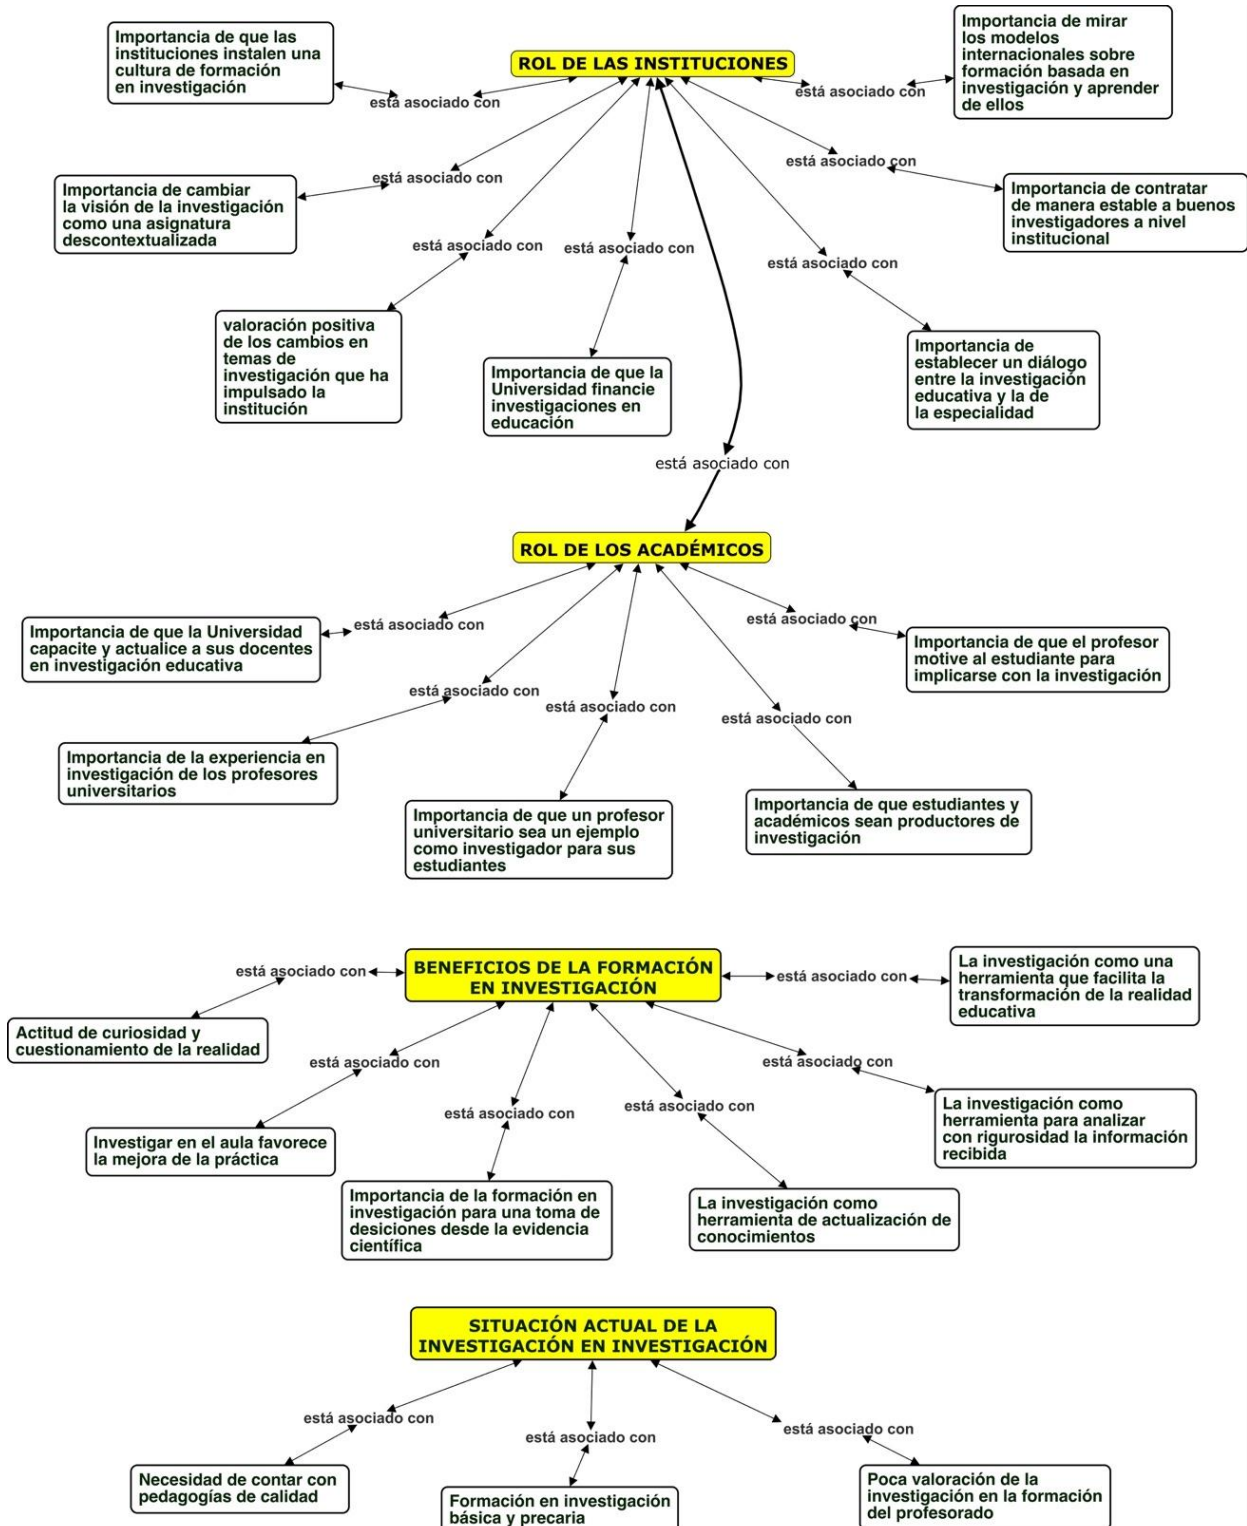 Importancia de que las
instituciones instalen una
cultura de formación
en investigación
ROL DE LAS INSTITUCIONES
Importancia de mirar
los modelos
internacionales sobre
formación basada en
investigación y aprender
de ellos
está asociado con
está asociado con
está asociado con
está asociado con
Importancia de cambiar
la visión de la investigación
como una asignatura
descontextualizada
Importancia de contratar
de manera estable a buenos
investigadores a nivel
institucional
está asociado con
está asociado con
está asociado con
valoración positiva
de los cambios en
temas de
investigación que ha
impulsado la
institución
Importancia de que la
Universidad financie
investigaciones en
educación
Importancia de
establecer un diálogo
entre la investigación
educativa y la de
la especialidad
está asociado con
ROL DE LOS ACADÉMICOS
está asociado con
está asociado con
Importancia de que la Universidad
capacite y actualice a sus docentes
en investigación educativa
Importancia de que el profesor
motive al estudiante para
implicarse con la investigación
está asociado con
está asociado con
está asociado con
Importancia de la experiencia en
investigación de los profesores
universitarios
Importancia de que un profesor
universitario sea un ejemplo
como investigador para sus
estudiantes
Importancia de que estudiantes y
académicos sean productores de
investigación
está asociado con
BENEFICIOS DE LA FORMACIÓN
EN INVESTIGACIÓN
está asociado con
La investigación como una
herramienta que facilita la
transformación de la realidad
educativa
Actitud de curiosidad y
cuestionamiento de la realidad
está asociado con
está asociado con
está asociado con
está asociado con
Investigar en el aula favorece
la mejora de la práctica
La investigación como
herramienta para analizar
con rigurosidad la información
recibida
Importancia de la formación en
investigación para una toma de
desiciones desde la evidencia
científica
La investigación como
herramienta de actualización de
conocimientos
SITUACIÓN ACTUAL DE LA
INVESTIGACIÓN EN INVESTIGACIÓN
está asociado con
está asociado con
está asociado con
Necesidad de contar con
pedagogías de calidad
Formación en investigación
básica y precaria
Poca valoración de la
investigación en la formación
del profesorado